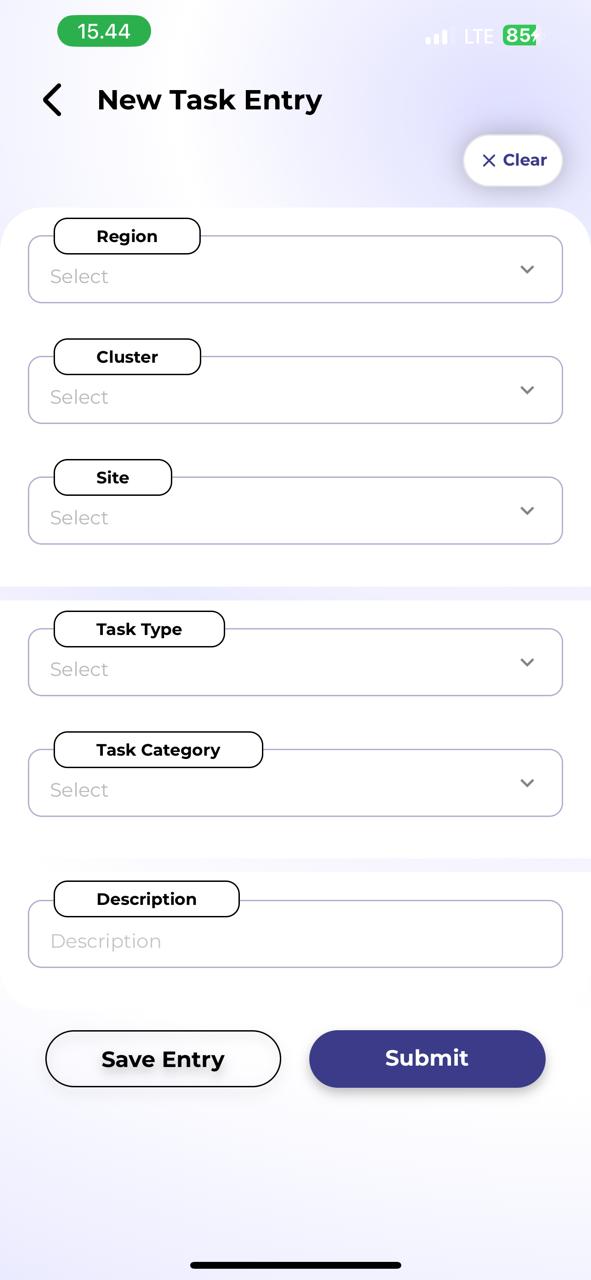 15.44
LTE 85
New Task Entry
Clear
Region
Select
Cluster
Select
Site
Select
Task Type
Select
Task Category
Select
Description
Description
Save Entry
Submit